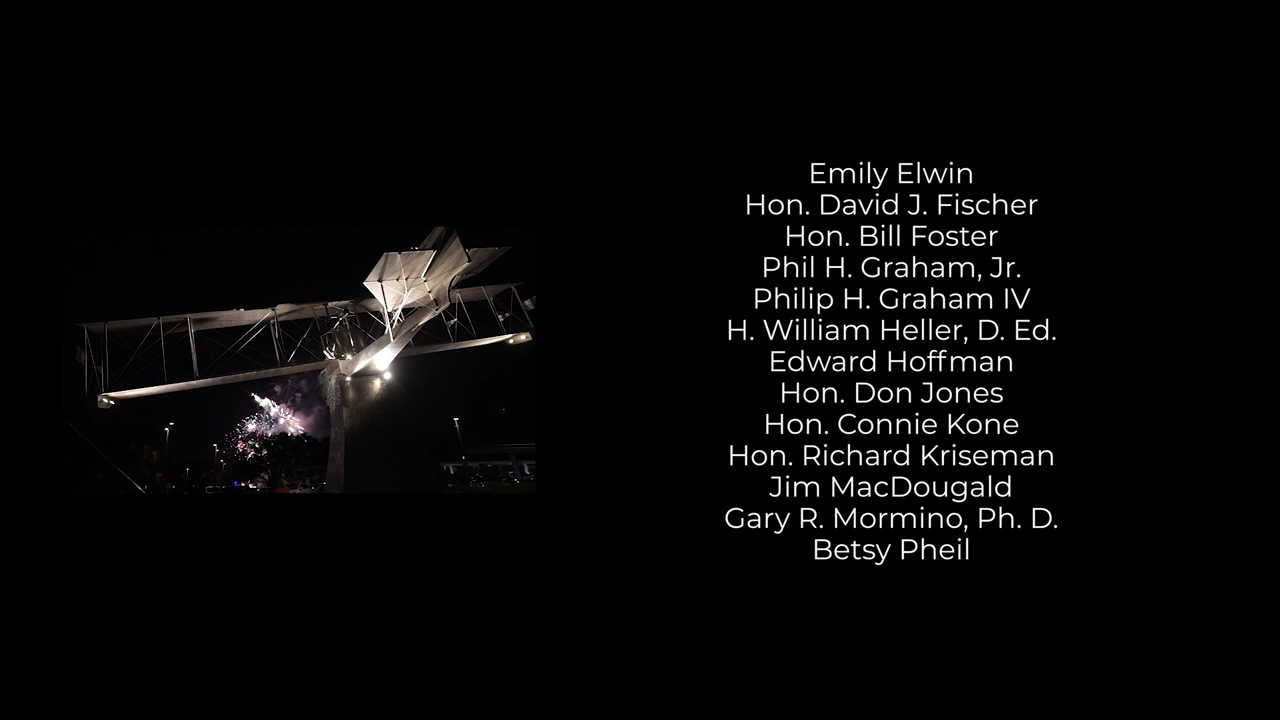 Emily Elwin
Hon. David J. Fischer
Hon. Bill Foster
Phil H. Graham, Jr.
Philip H. Graham IV
H. William Heller, D. Ed.
Edward Hoffman
Hon. Don Jones
Hon. Connie Kone
Hon. Richard Kriseman
Jim MacDougald
Gary R. Mormino, Ph. D.
Betsy Pheil